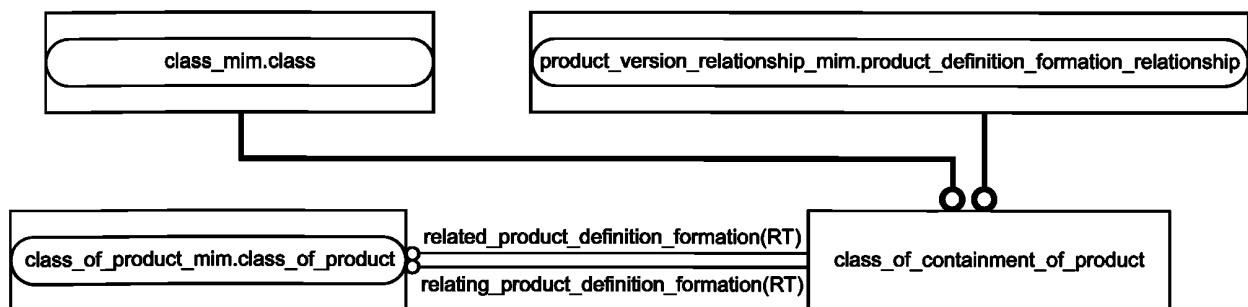 class_mim.class
product_version_relationship_mim.product_definition_formation_relationship
related_product_definition_formation(RT)
class_of_product_mim.class_of_product
class_of_containment_of_product
relating_product_definition_formation(RT)